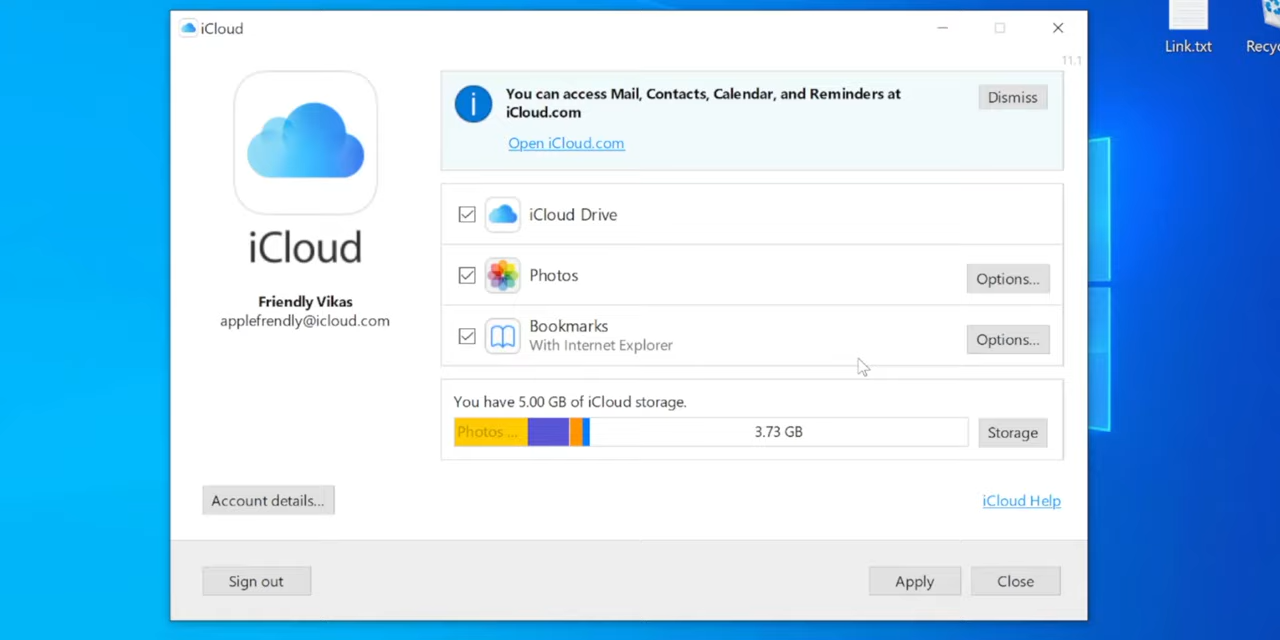 iCloud
Link.txt
11.1
You can access Mail, Contacts, Calendar, and Reminders at
iCloud.com
Dismiss
Open iCloud.com
iCloud
Friendly Vikas
applefrendly@icloud.com
iCloud Drive
Photos
Options...
Bookmarks
With Internet Explorer
Options...
You have 5.00 GB of iCloud storage.
Photos ...
3.73 GB
Storage
Account details...
iCloud Help
Sign out
Apply
Close